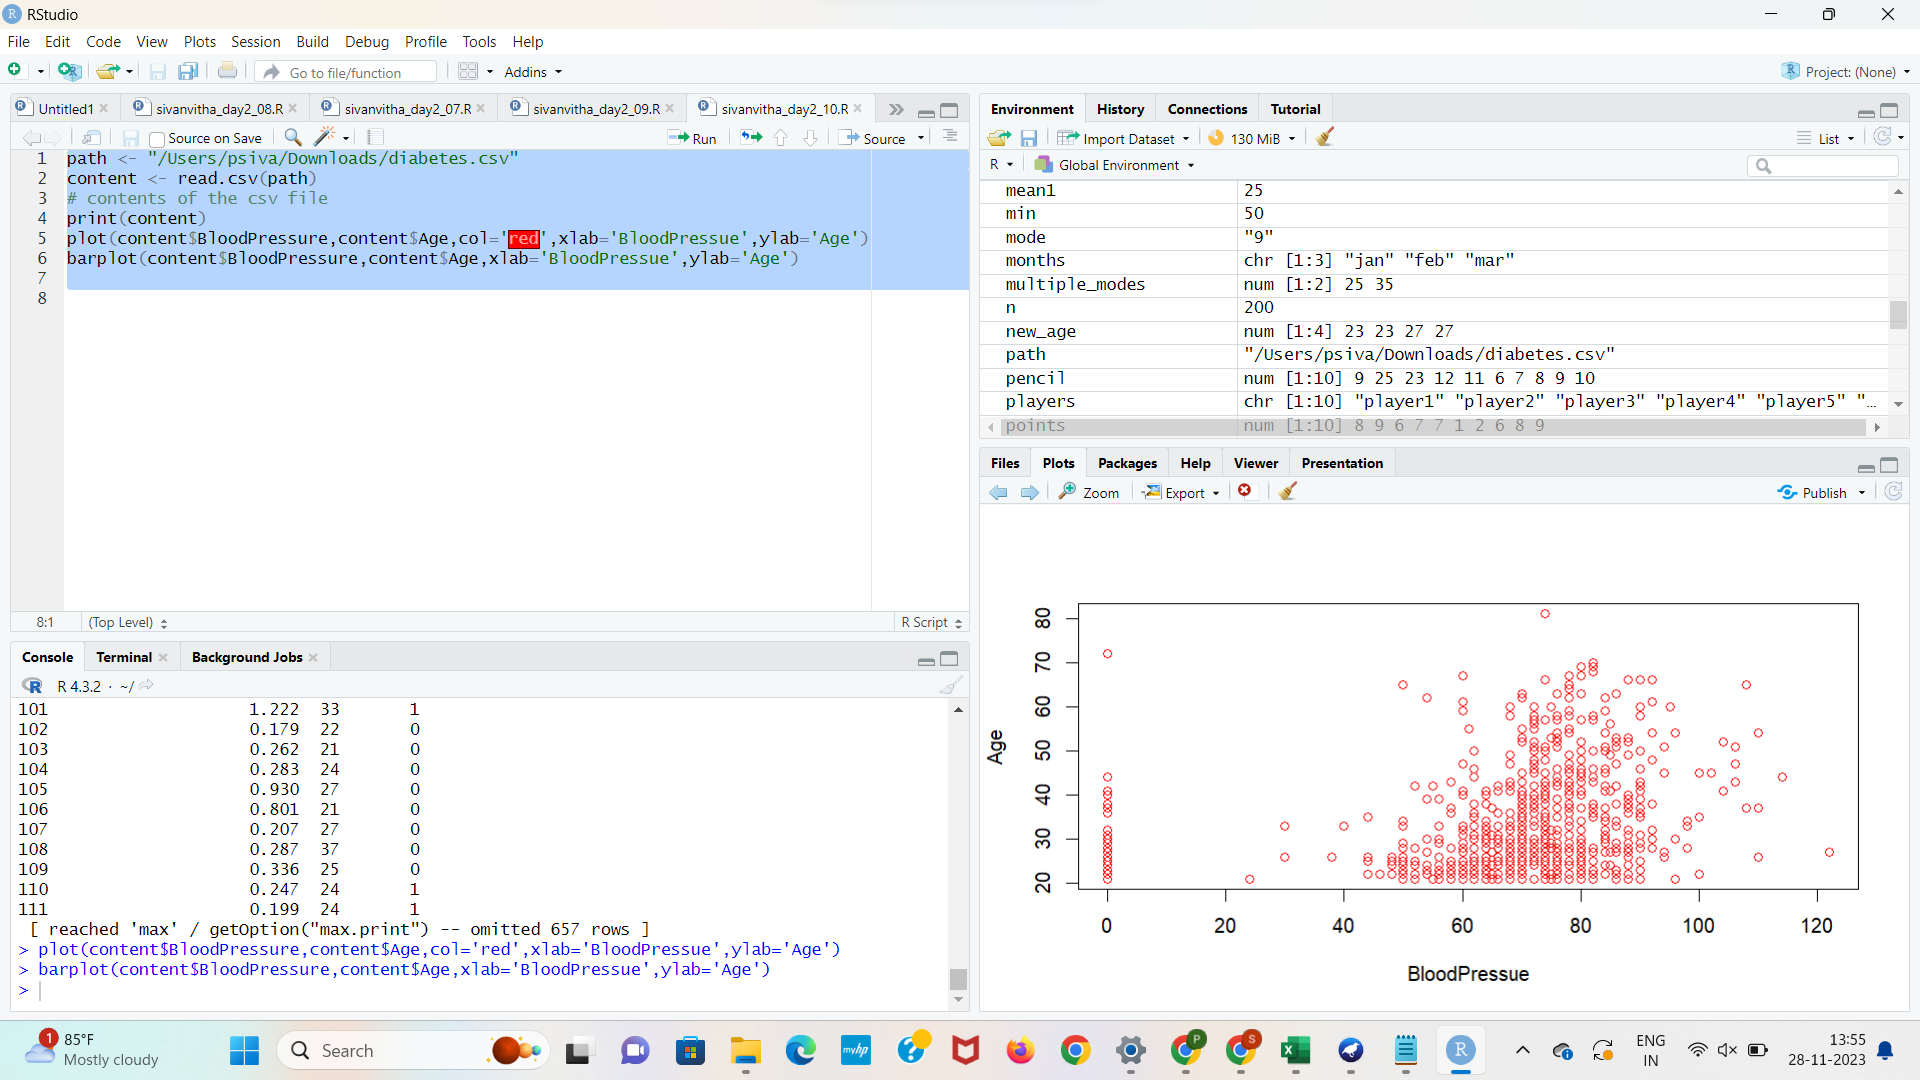 RStudio
File Edit Code View Plots Session Build Debug Profile Tools Help
Go to file/function Addins Project: (None)
Untitled1 sivanvitha_day2_08.R sivanvitha_day2_07.R sivanvitha_day2_09.R sivanvitha_day2_10.R
Source on Save Run Source
1 path <- "/Users/psiva/Downloads/diabetes.csv"
2 content <- read.csv(path)
3 # contents of the csv file
4 print(content)
5 plot(content$BloodPressure,content$Age,col='red',xlab='BloodPressue',ylab='Age')
6 barplot(content$BloodPressure,content$Age,xlab='BloodPressue',ylab='Age')
7
8
8:1 (Top Level) R Script
Console Terminal Background Jobs
R 4.3.2 · ~/
101 1.222 33 1
102 0.179 22 0
103 0.262 21 0
104 0.283 24 0
105 0.930 27 0
106 0.801 21 0
107 0.207 27 0
108 0.287 37 0
109 0.336 25 0
110 0.247 24 1
111 0.199 24 1
[ reached 'max' / getOption("max.print") -- omitted 657 rows ]
> plot(content$BloodPressure,content$Age,col='red',xlab='BloodPressue',ylab='Age')
> barplot(content$BloodPressure,content$Age,xlab='BloodPressue',ylab='Age')
>
Environment History Connections Tutorial
Import Dataset 130 MiB List
R Global Environment
mean1 25
min 50
mode "9"
months chr [1:3] "jan" "feb" "mar"
multiple_modes num [1:2] 25 35
n 200
new_age num [1:4] 23 23 27 27
path "/Users/psiva/Downloads/diabetes.csv"
pencil num [1:10] 9 25 23 12 11 6 7 8 9 10
players chr [1:10] "player1" "player2" "player3" "player4" "player5" "…
points num [1:10] 8 9 6 7 7 1 2 6 8 9
Files Plots Packages Help Viewer Presentation
Zoom Export Publish
Age
80
70
60
50
40
30
20
0 20 40 60 80 100 120
BloodPressue
1
85°F
Mostly cloudy
Search
myhp
P
S
R
ENG
IN
13:55
28-11-2023